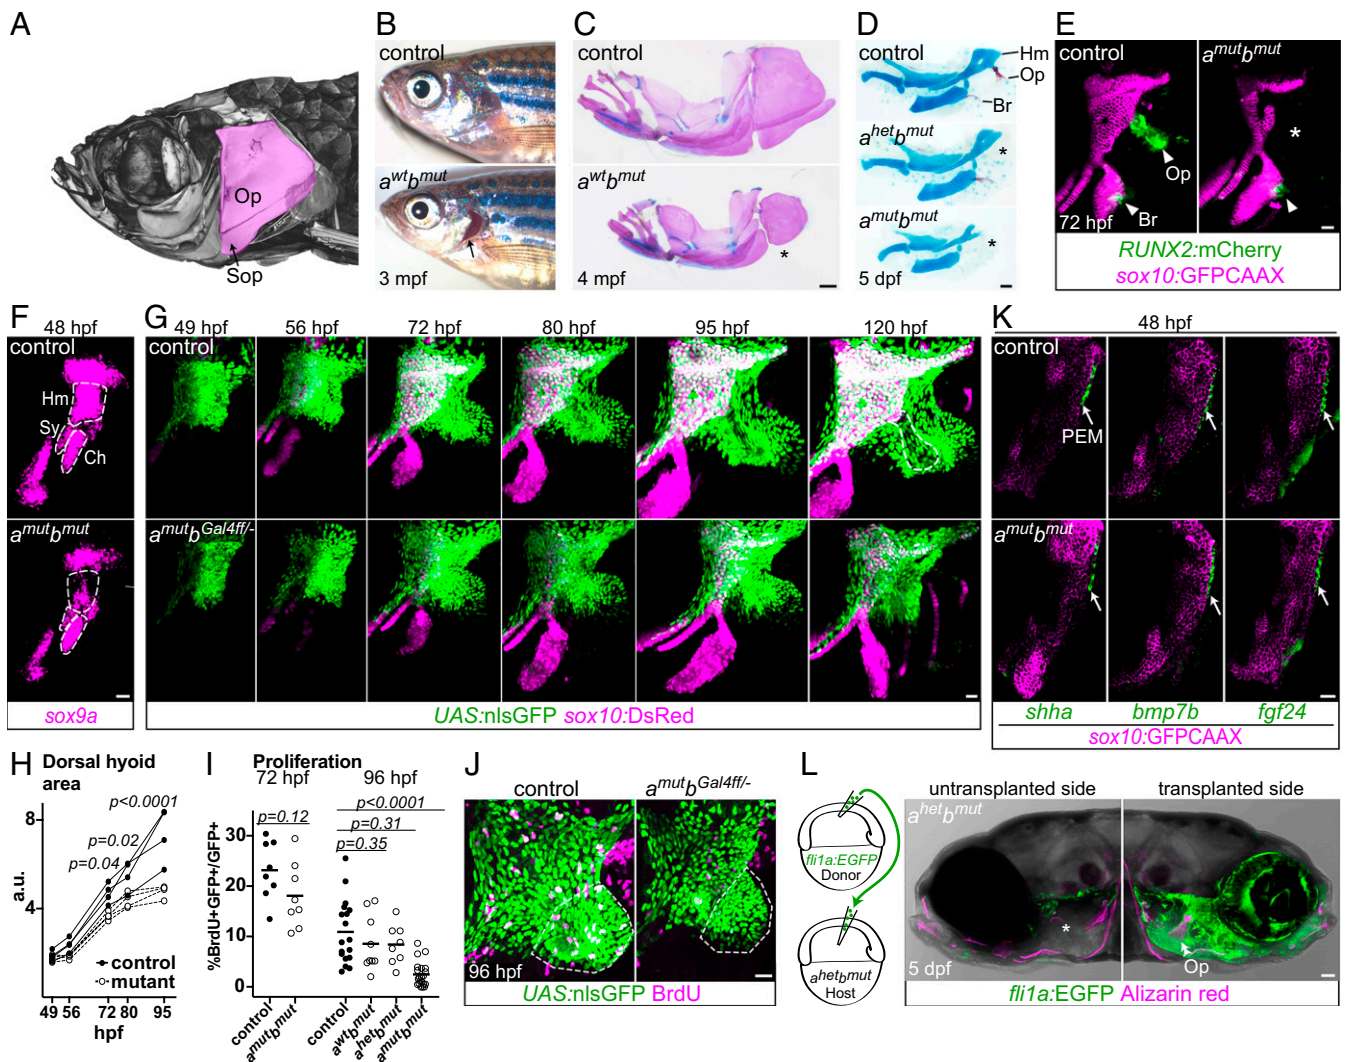 A
Op
Sop
B
control
a^wt b^mut
3 mpf
C
control
a^wt b^mut
*
4 mpf
D
control
Hm
Op
Br
a^het b^mut
*
a^mut b^mut
*
5 dpf
E
control
a^mut b^mut
*
Op
Br
72 hpf
RUNX2:mCherry
sox10:GFPCAAX
F
48 hpf
control
Hm
Sy
Ch
a^mut b^mut
sox9a
G
49 hpf 56 hpf 72 hpf 80 hpf 95 hpf 120 hpf
control
a^mut b^Gal4ff/-
UAS:nlsGFP sox10:DsRed
K
48 hpf
control
PEM
a^mut b^mut
shha bmp7b fgf24
sox10:GFPCAAX
H Dorsal hyoid
area
p<0.0001
p=0.02
p=0.04
8
4
a.u.
control
mutant
49 56 72 80 95
hpf
I Proliferation
72 hpf 96 hpf
p<0.0001
p=0.12
p=0.31
p=0.35
30
20
10
0
%BrdU+GFP+/GFP+
control
a^mut b^mut
control
a^wt b^mut
a^het b^mut
a^mut b^mut
J
control a^mut b^Gal4ff/-
96 hpf
UAS:nlsGFP BrdU
L
fli1a:EGFP
Donor
a^het b^mut
Host
untransplanted side transplanted side
a^het b^mut
*
Op
5 dpf
fli1a:EGFP Alizarin red